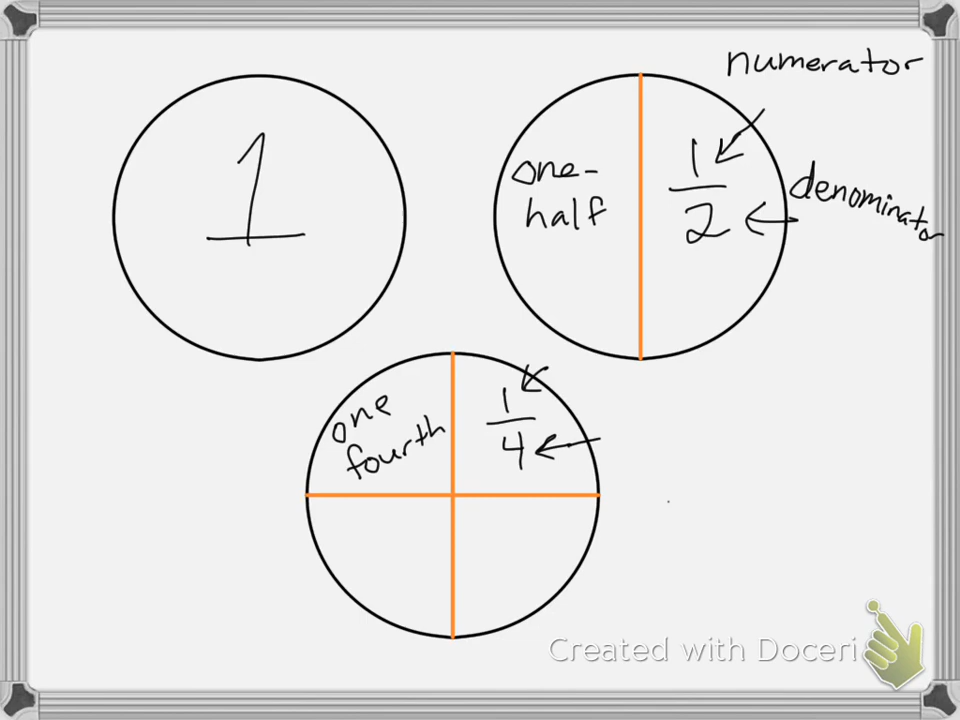 1
one-
half
1
2
numerator
denominator
one
fourth
1
4
Created with Doceri